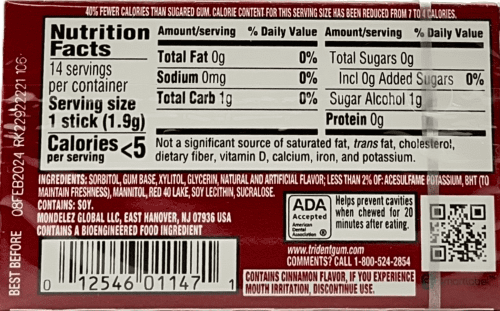 40% FEWER CALORIES THAN SUGARED GUM. CALORIE CONTENT FOR THIS SERVING SIZE HAS BEEN REDUCED FROM 7 TO 4 CALORIES.
Nutrition Facts
14 servings
per container
Serving size
1 stick (1.9g)
Calories <5
per serving
Amount/serving % Daily Value
Total Fat 0g 0%
Sodium 0mg 0%
Total Carb 1g 0%
Amount/serving % Daily Value
Total Sugars 0g
Incl 0g Added Sugars 0%
Sugar Alcohol 1g
Protein 0g
Not a significant source of saturated fat, trans fat, cholesterol,
dietary fiber, vitamin D, calcium, iron, and potassium.
INGREDIENTS: SORBITOL, GUM BASE, XYLITOL, GLYCERIN, NATURAL AND ARTIFICIAL FLAVOR; LESS THAN 2% OF: ACESULFAME POTASSIUM, BHT (TO
MAINTAIN FRESHNESS), MANNITOL, RED 40 LAKE, SOY LECITHIN, SUCRALOSE.
CONTAINS: SOY.
MONDELEZ GLOBAL LLC, EAST HANOVER, NJ 07936 USA
CONTAINS A BIOENGINEERED FOOD INGREDIENT
ADA
Accepted
American
Dental
Association
Helps prevent cavities
when chewed for 20
minutes after eating.
www.tridentgum.com
COMMENTS? CALL 1-800-524-2854
CONTAINS CINNAMON FLAVOR, IF YOU EXPERIENCE
MOUTH IRRITATION, DISCONTINUE USE.
0 12546 01147 1
BEST BEFORE 08FEB2024